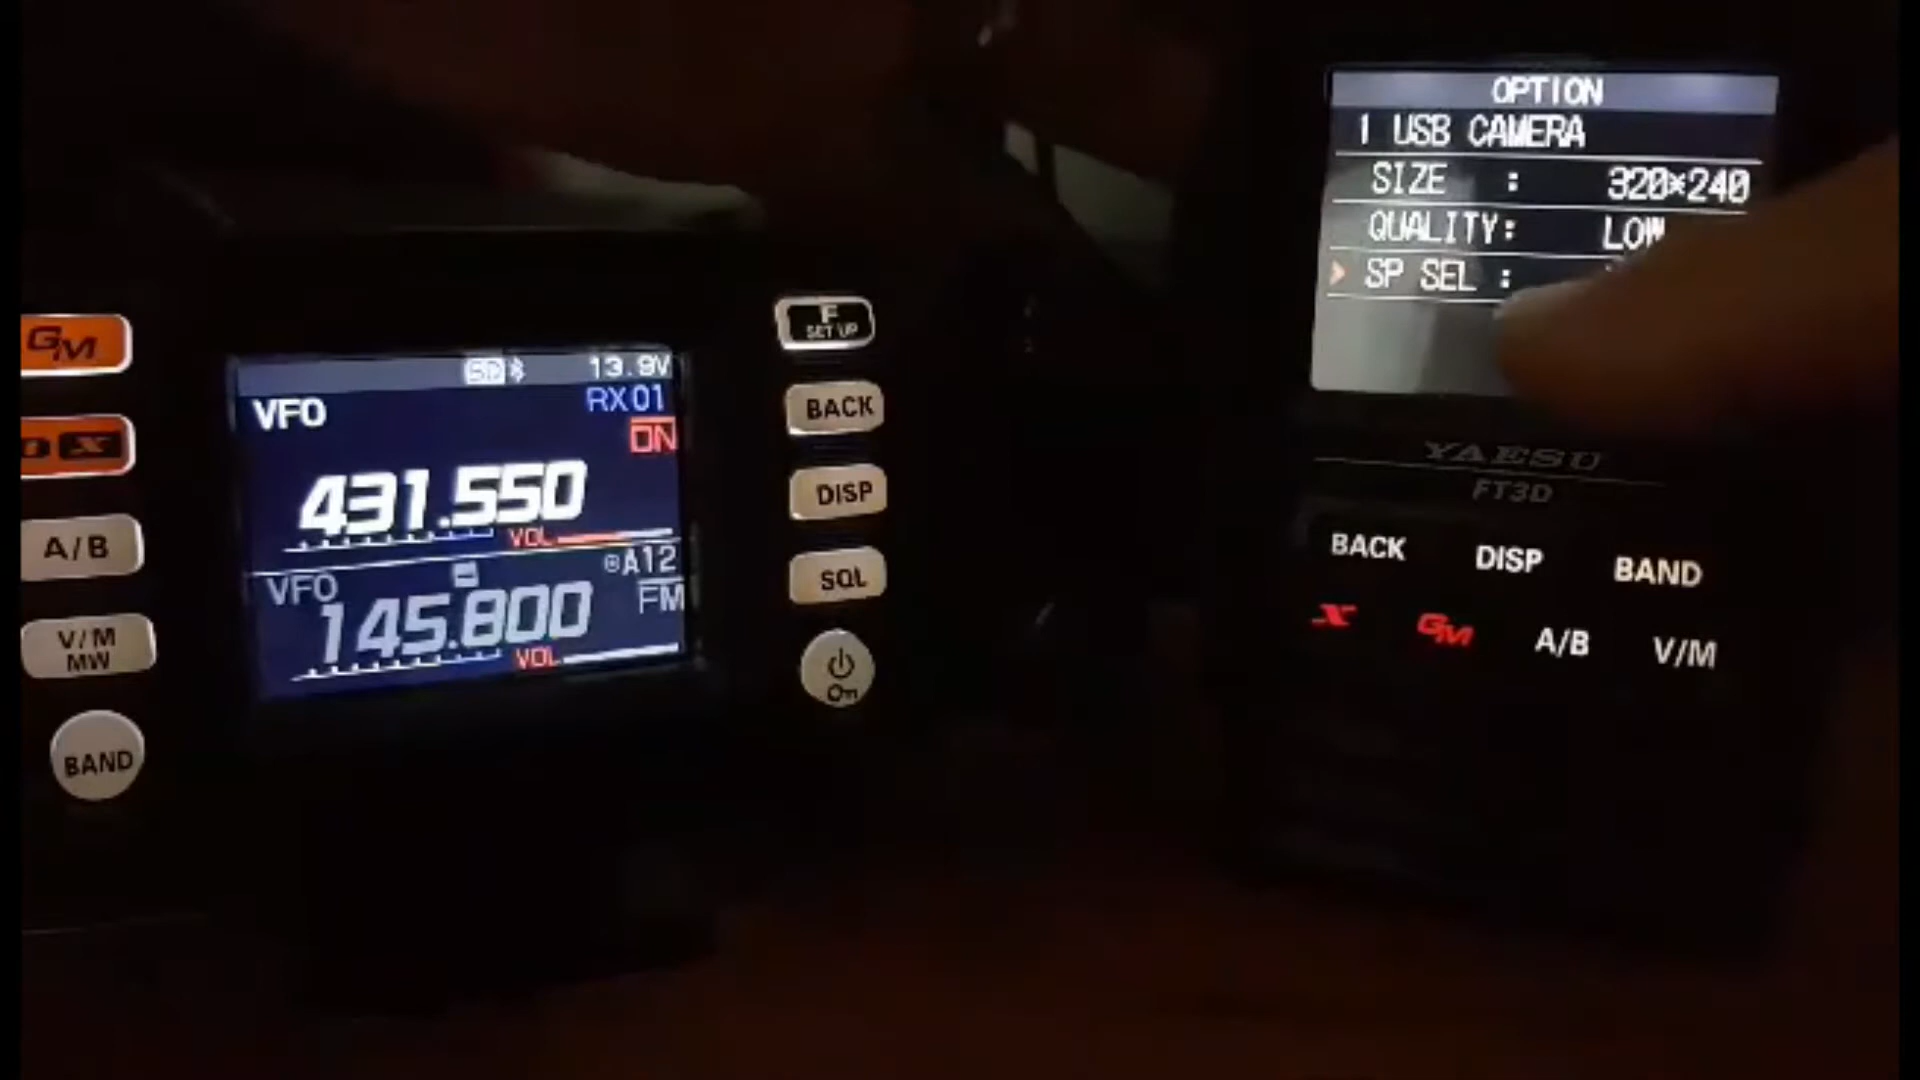 GM
X
A/B
V/M
MW
BAND
SD 13.9V
VFO RX01
DN
431.550
VOL
VFO A12
145.800 FM
VOL
F
SET UP
BACK
DISP
SQL
OPTION
1 USB CAMERA
SIZE : 320*240
QUALITY: LOW
SP SEL :
YAESU
FT3D
BACK DISP BAND
X GM A/B V/M